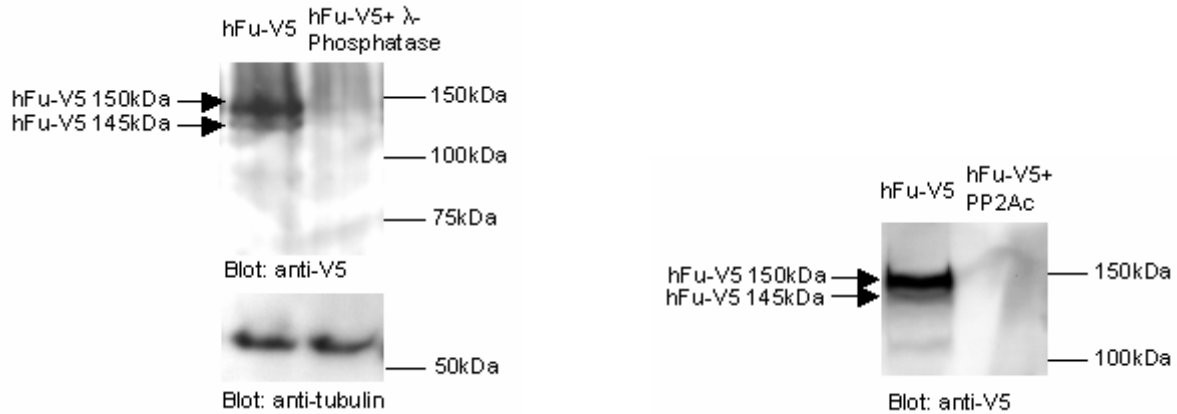 hFu-V5
hFu-V5+ λ-
Phosphatase
hFu-V5 150kDa
hFu-V5 145kDa
150kDa
100kDa
75kDa
Blot: anti-V5
50kDa
Blot: anti-tubulin
hFu-V5
hFu-V5+
PP2Ac
hFu-V5 150kDa
hFu-V5 145kDa
150kDa
100kDa
Blot: anti-V5